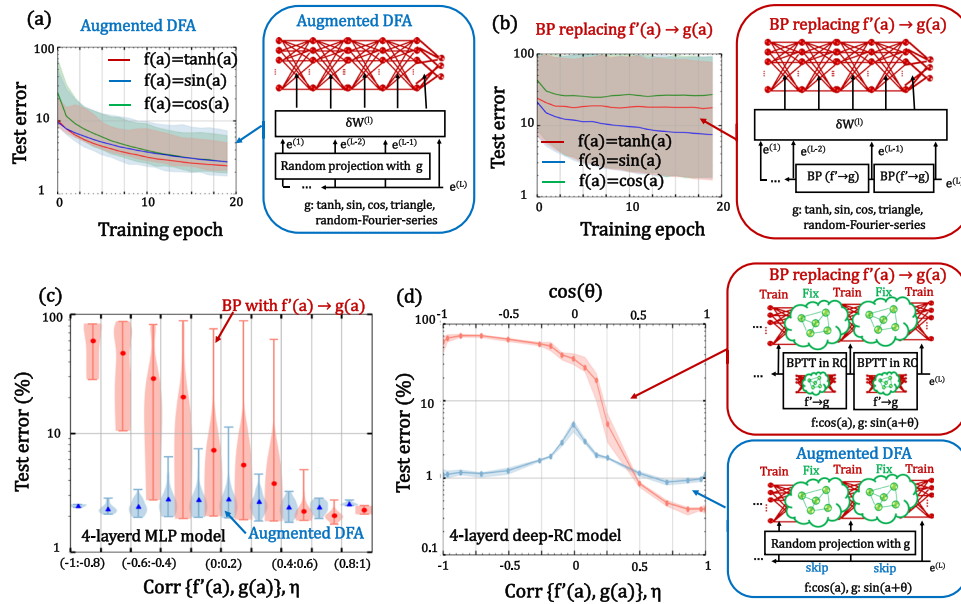 (a)
Augmented DFA
Test error
100
10
1
0
10
20
Training epoch
f(a)=tanh(a)
f(a)=sin(a)
f(a)=cos(a)
δW(l)
e(1)
e(L-2)
e(L-1)
Random projection with g
...
e(L)
g: tanh, sin, cos, triangle,
random-Fourier-series
(b)
BP replacing f'(a) → g(a)
Test error
100
10
1
0
10
20
Training epoch
f(a)=tanh(a)
f(a)=sin(a)
f(a)=cos(a)
BP replacing f'(a) → g(a)
δW(l)
e(1)
e(L-2)
e(L-1)
BP (f'→g)
BP(f'→g)
...
e(L)
g: tanh, sin, cos, triangle,
random-Fourier-series
(c)
BP with f'(a) → g(a)
Test error (%)
100
10
1
Augmented DFA
4-layerd MLP model
(-1:-0.8)
(-0.6:-0.4)
(0:0.2)
(0.4:0.6)
(0.8:1)
Corr {f'(a), g(a)}, η
(d)
cos(θ)
-1
-0.5
0
0.5
1
Test error (%)
100
10
1
0.1
4-layerd deep-RC model
-1
-0.5
0
0.5
1
Corr {f'(a), g(a)}, η
BP replacing f'(a) → g(a)
Train
Fix
Train
Fix
Train
...
BPTT in RC
f'→g
BPTT in RC
f'→g
e(L)
f:cos(a), g: sin(a+θ)
Augmented DFA
Train
Fix
Train
Fix
Train
...
Random projection with g
skip
skip
e(L)
f:cos(a), g: sin(a+θ)